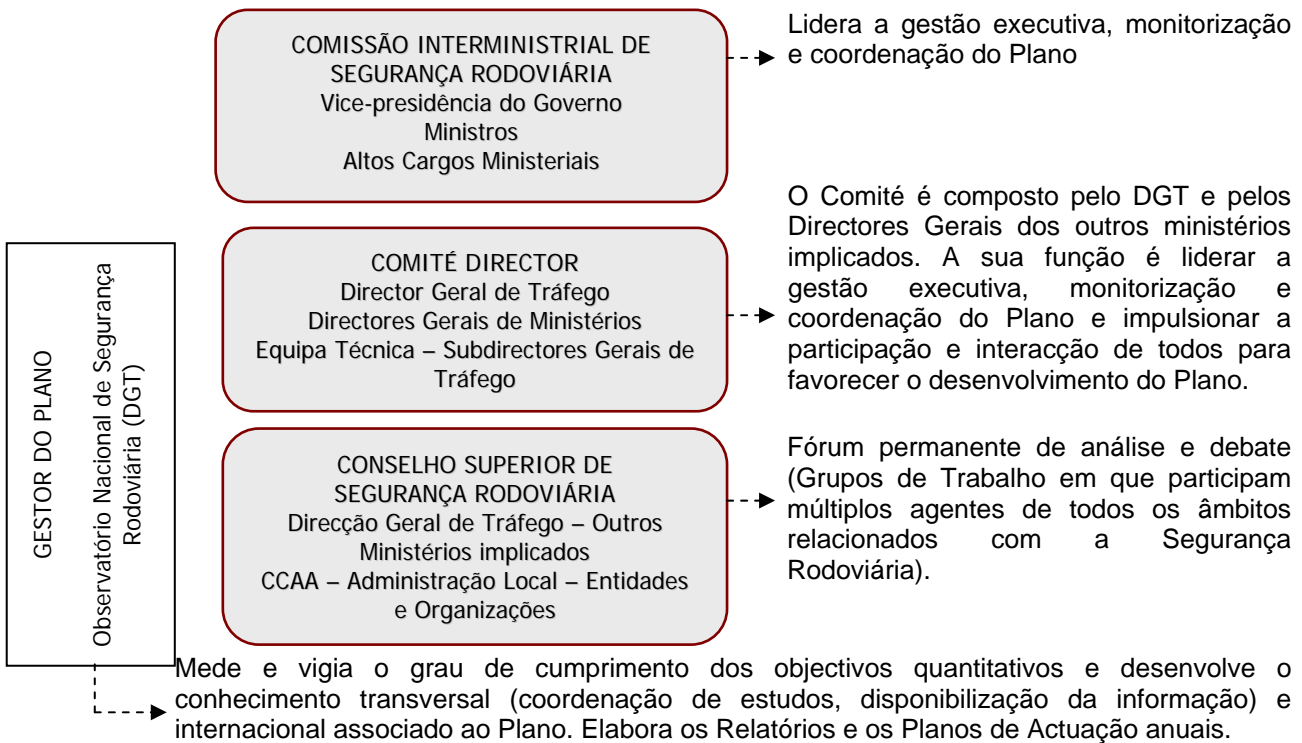 COMISSÃO INTERMINISTRIAL DE
SEGURANÇA RODOVIÁRIA
Vice-presidência do Governo
Ministros
Altos Cargos Ministeriais
Lidera a gestão executiva, monitorização
e coordenação do Plano
COMITÉ DIRECTOR
Director Geral de Tráfego
Directores Gerais de Ministérios
Equipa Técnica – Subdirectores Gerais de
Tráfego
O Comité é composto pelo DGT e pelos
Directores Gerais dos outros ministérios
implicados. A sua função é liderar a
gestão executiva, monitorização e
coordenação do Plano e impulsionar a
participação e interacção de todos para
favorecer o desenvolvimento do Plano.
CONSELHO SUPERIOR DE
SEGURANÇA RODOVIÁRIA
Direcção Geral de Tráfego – Outros
Ministérios implicados
CCAA – Administração Local – Entidades
e Organizações
Fórum permanente de análise e debate
(Grupos de Trabalho em que participam
múltiplos agentes de todos os âmbitos
relacionados com a Segurança
Rodoviária).
GESTOR DO PLANO
Observatório Nacional de Segurança
Rodoviária (DGT)
Mede e vigia o grau de cumprimento dos objectivos quantitativos e desenvolve o
conhecimento transversal (coordenação de estudos, disponibilização da informação) e
internacional associado ao Plano. Elabora os Relatórios e os Planos de Actuação anuais.